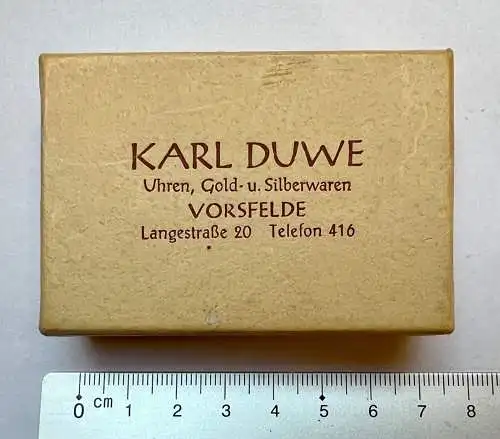 KARL DUWE
Uhren, Gold- u. Silberwaren
VORSFELDE
Langestraße 20 Telefon 416
0 cm 1 2 3 4 5 6 7 8